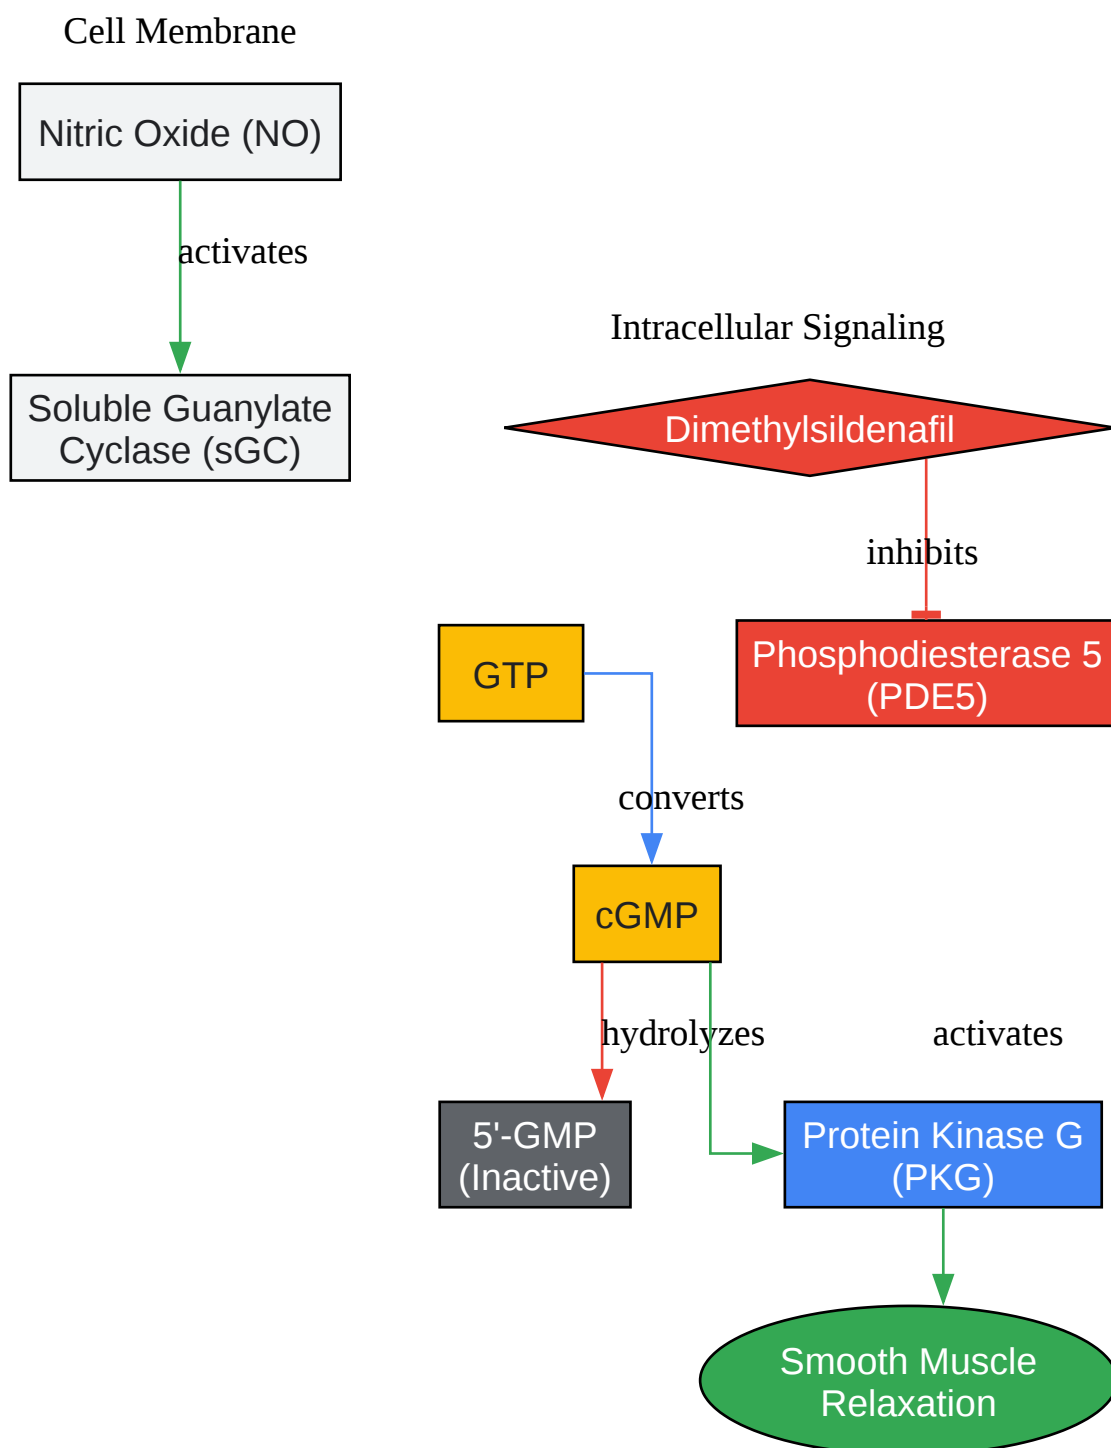 Cell Membrane
Nitric Oxide (NO)
activates
Intracellular Signaling
Soluble Guanylate
Cyclase (sGC)
Dimethylsildenafil
inhibits
GTP
Phosphodiesterase 5
(PDE5)
converts
cGMP
hydrolyzes
activates
5'-GMP
(Inactive)
Protein Kinase G
(PKG)
Smooth Muscle
Relaxation